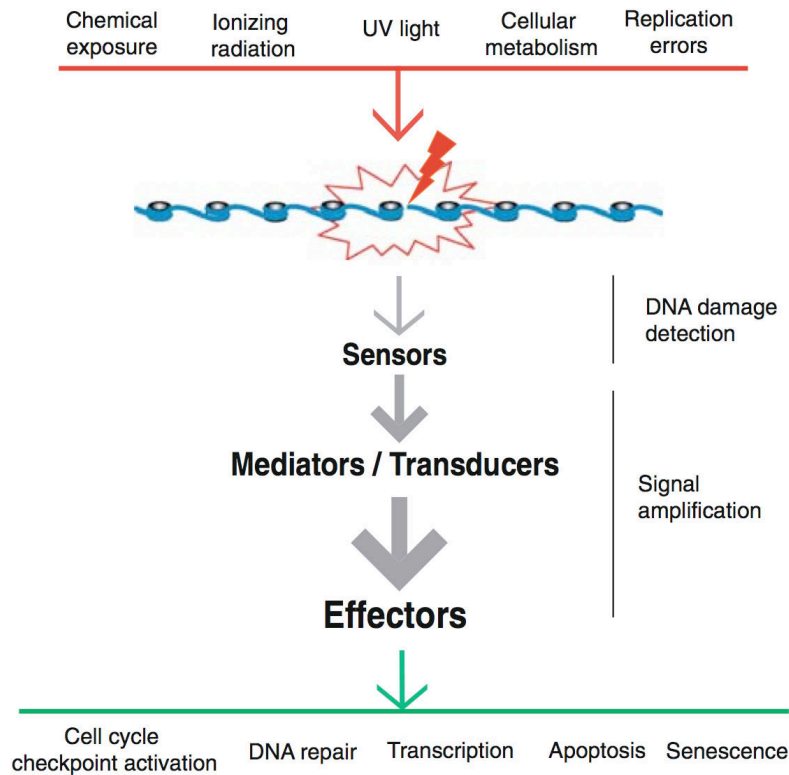 Chemical
exposure
Ionizing
radiation
UV light
Cellular
metabolism
Replication
errors
DNA damage
detection
Sensors
Mediators / Transducers
Signal
amplification
Effectors
Cell cycle
checkpoint activation
DNA repair
Transcription
Apoptosis
Senescence